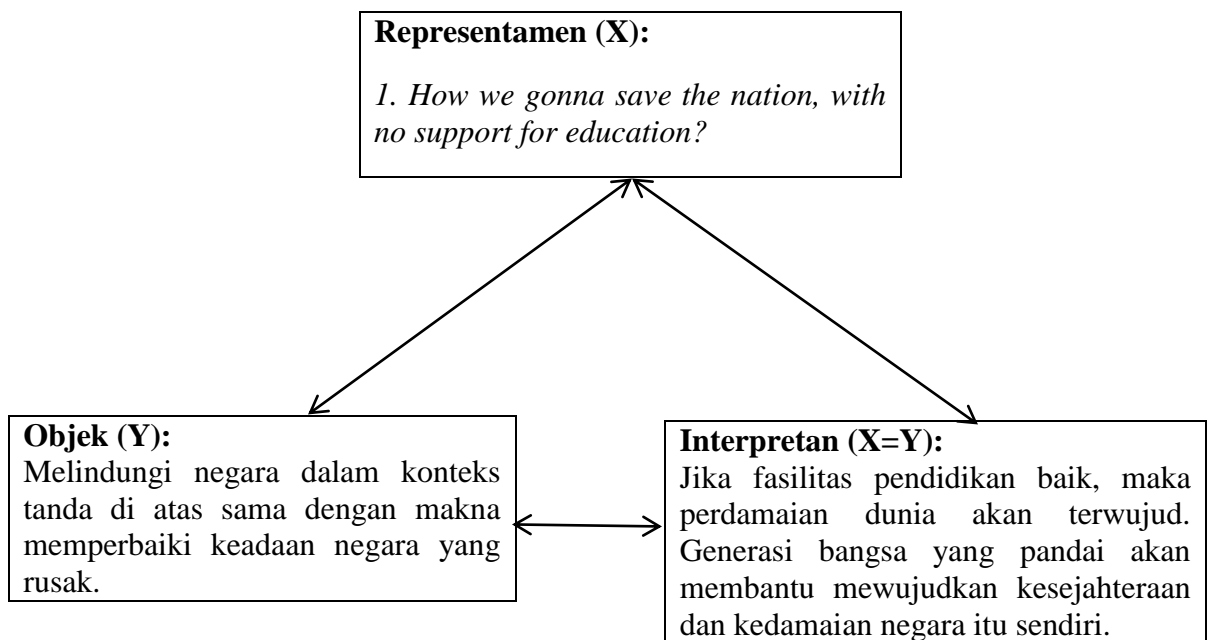 Representamen (X):
1. How we gonna save the nation, with
no support for education?
Objek (Y):
Melindungi negara dalam konteks
tanda di atas sama dengan makna
memperbaiki keadaan negara yang
rusak.
Interpretan (X=Y):
Jika fasilitas pendidikan baik, maka
perdamaian dunia akan terwujud.
Generasi bangsa yang pandai akan
membantu mewujudkan kesejahteraan
dan kedamaian negara itu sendiri.